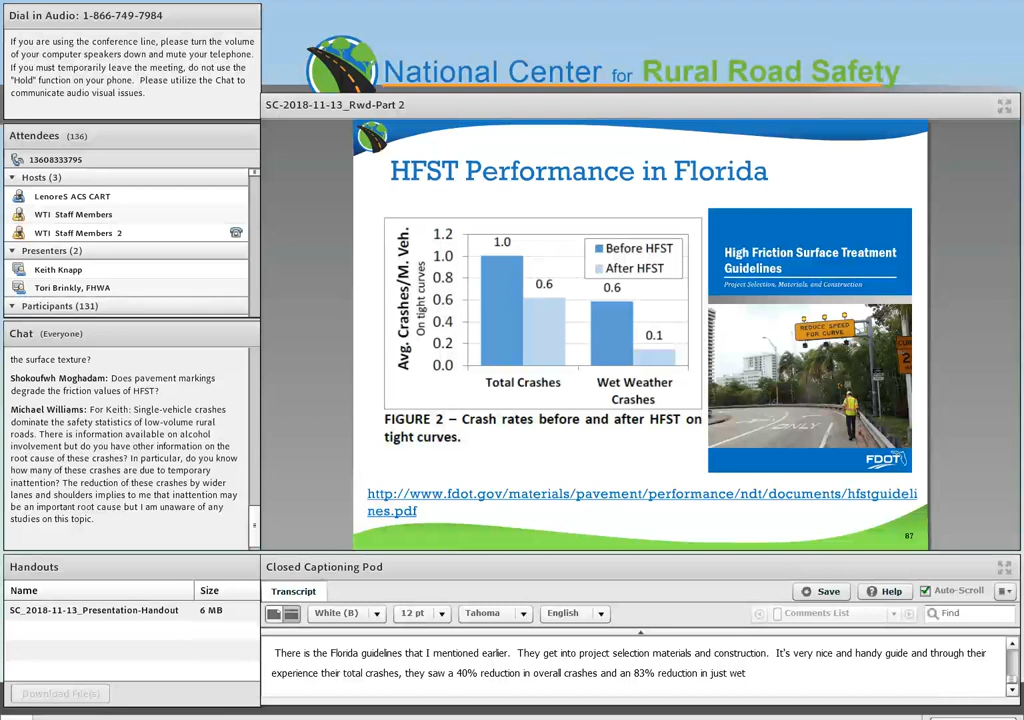 Dial in Audio: 1-866-749-7984
If you are using the conference line, please turn the volume
of your computer speakers down and mute your telephone.
If you must temporarily leave the meeting, do not use the
"Hold" function on your phone.  Please utilize the Chat to
communicate audio visual issues.
National Center for Rural Road Safety
Attendees (136)
13608333795
Hosts (3)
LenoreS ACS CART
WTI Staff Members
WTI Staff Members 2
Presenters (2)
Keith Knapp
Tori Brinkly, FHWA
Participants (131)
Chat (Everyone)
the surface texture?
Shokoufwh Moghadam: Does pavement markings
degrade the friction values of HFST?
Michael Williams: For Keith: Single-vehicle crashes
dominate the safety statistics of low-volume rural
roads. There is information available on alcohol
involvement but do you have other information on the
root cause of these crashes? In particular, do you know
how many of these crashes are due to temporary
inattention? The reduction of these crashes by wider
lanes and shoulders implies to me that inattention may
be an important root cause but I am unaware of any
studies on this topic.
SC-2018-11-13_Rwd-Part 2
HFST Performance in Florida
Avg. Crashes/M. Veh.
On tight curves
1.2
1.0
0.8
0.6
0.4
0.2
0.0
1.0
0.6
0.6
0.1
Before HFST
After HFST
Total Crashes
Wet Weather
Crashes
FIGURE 2 – Crash rates before and after HFST on
tight curves.
High Friction Surface Treatment
Guidelines
Project Selection, Materials, and Construction
REDUCE SPEED
FOR CURVE
ONLY
FDOT
http://www.fdot.gov/materials/pavement/performance/ndt/documents/hfstguideli
nes.pdf
87
Handouts
Name Size
SC_2018-11-13_Presentation-Handout 6 MB
Download File(s)
Closed Captioning Pod
Transcript
Save
Help
Auto-Scroll
White (B)
12 pt
Tahoma
English
Comments List
Find
There is the Florida guidelines that I mentioned earlier.  They get into project selection materials and construction.  It's very nice and handy guide and through their
experience their total crashes, they saw a 40% reduction in overall crashes and an 83% reduction in just wet